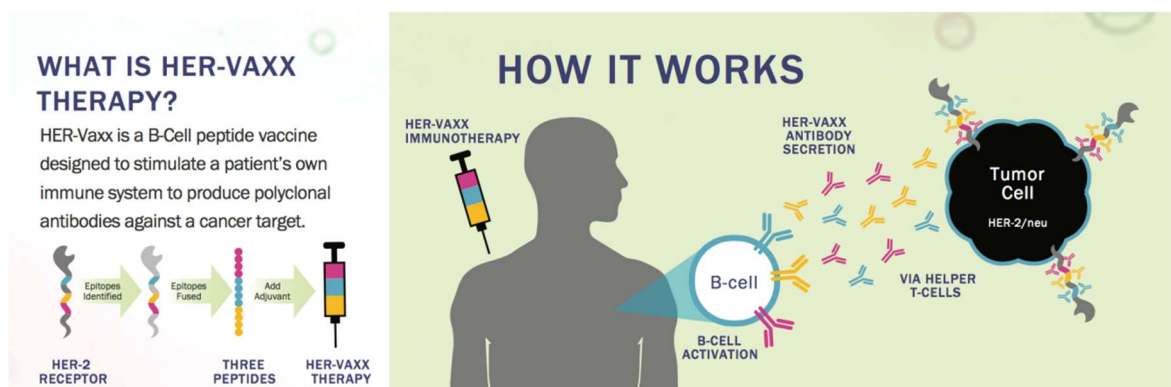 WHAT IS HER-VAXX
THERAPY?
HER-Vaxx is a B-Cell peptide vaccine
designed to stimulate a patient's own
immune system to produce polyclonal
antibodies against a cancer target.
Epitopes
Identified
Epitopes
Fused
Add
Adjuvant
HER-2
RECEPTOR
THREE
PEPTIDES
HER-VAXX
THERAPY
HOW IT WORKS
HER-VAXX
IMMUNOTHERAPY
HER-VAXX
ANTIBODY
SECRETION
Tumor
Cell
HER-2/neu
B-cell
VIA HELPER
T-CELLS
B-CELL
ACTIVATION